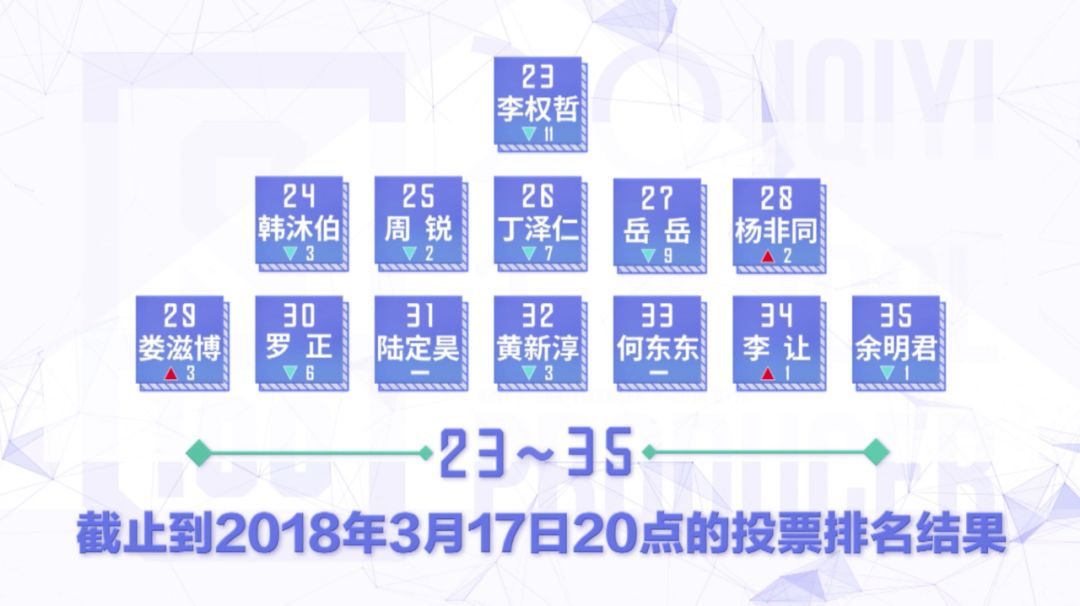 IQIYI
23
李权哲
▼ 11
24
韩沐伯
▼ 3
25
周 锐
▼ 2
26
丁泽仁
▼ 7
27
岳 岳
▼ 9
28
杨非同
▲ 2
29
娄滋博
▲ 3
30
罗 正
▼ 6
31
陆定昊
—
32
黄新淳
▼ 3
33
何东东
—
34
李 让
▲ 1
35
余明君
▼ 1
23~35
PRODUCER
截止到2018年3月17日20点的投票排名结果